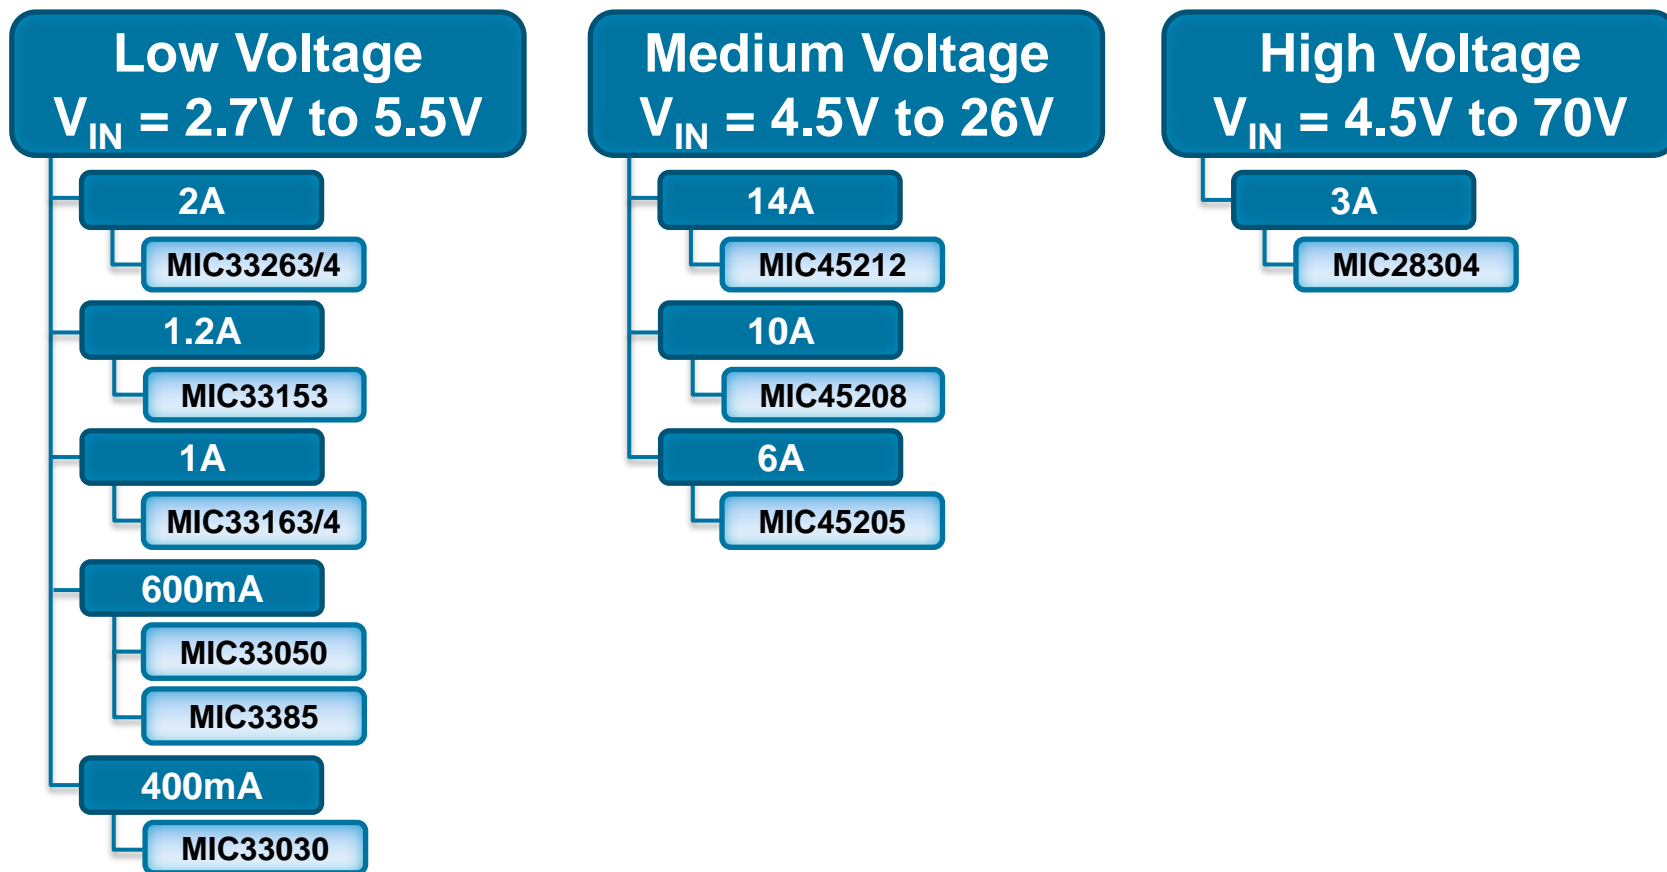 Low Voltage
VIN = 2.7V to 5.5V
2A
MIC33263/4
1.2A
MIC33153
1A
MIC33163/4
600mA
MIC33050
MIC3385
400mA
MIC33030
Medium Voltage
VIN = 4.5V to 26V
14A
MIC45212
10A
MIC45208
6A
MIC45205
High Voltage
VIN = 4.5V to 70V
3A
MIC28304